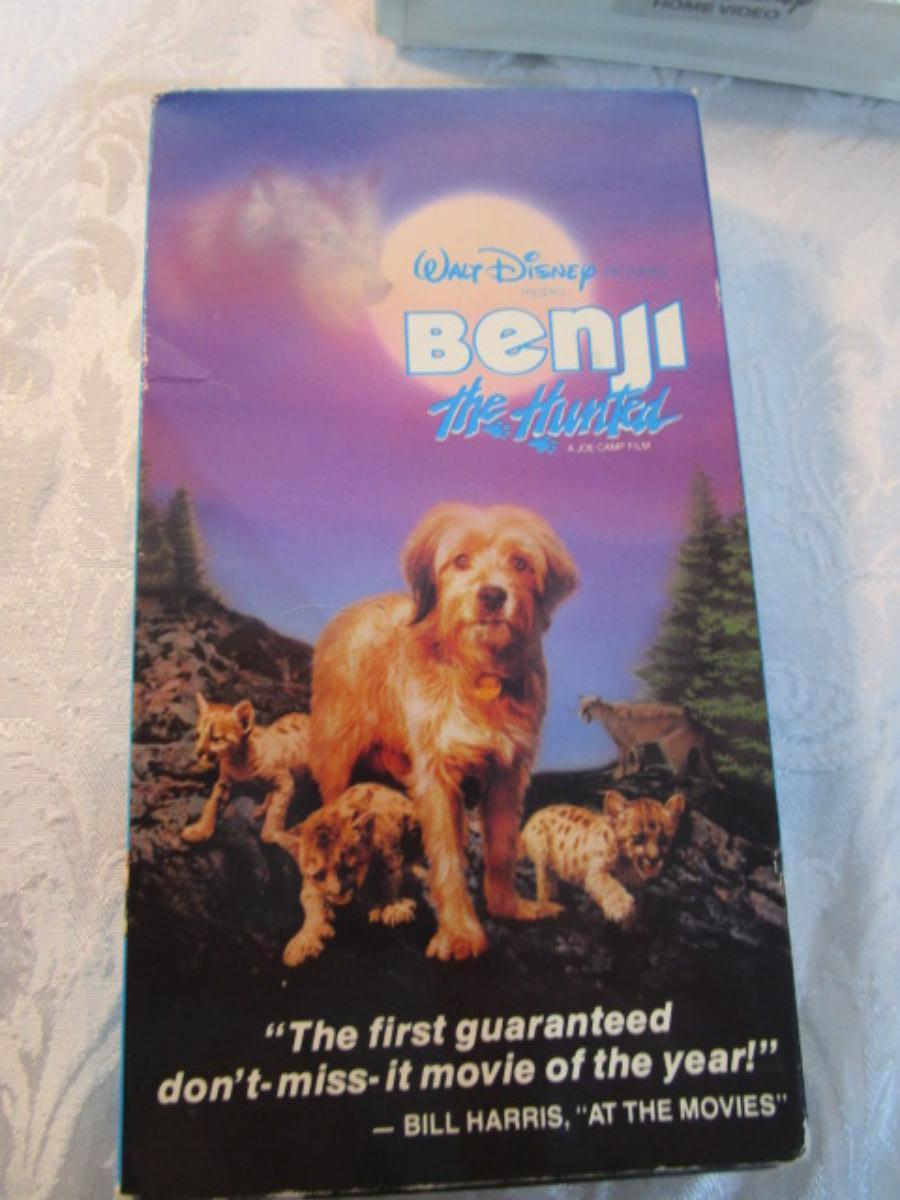 HOME VIDEO
WALT DISNEY PICTURES
PRESENTS
BENJI
the Hunted
A JOE CAMP FILM
“The first guaranteed
don't-miss-it movie of the year!”
— BILL HARRIS, “AT THE MOVIES”